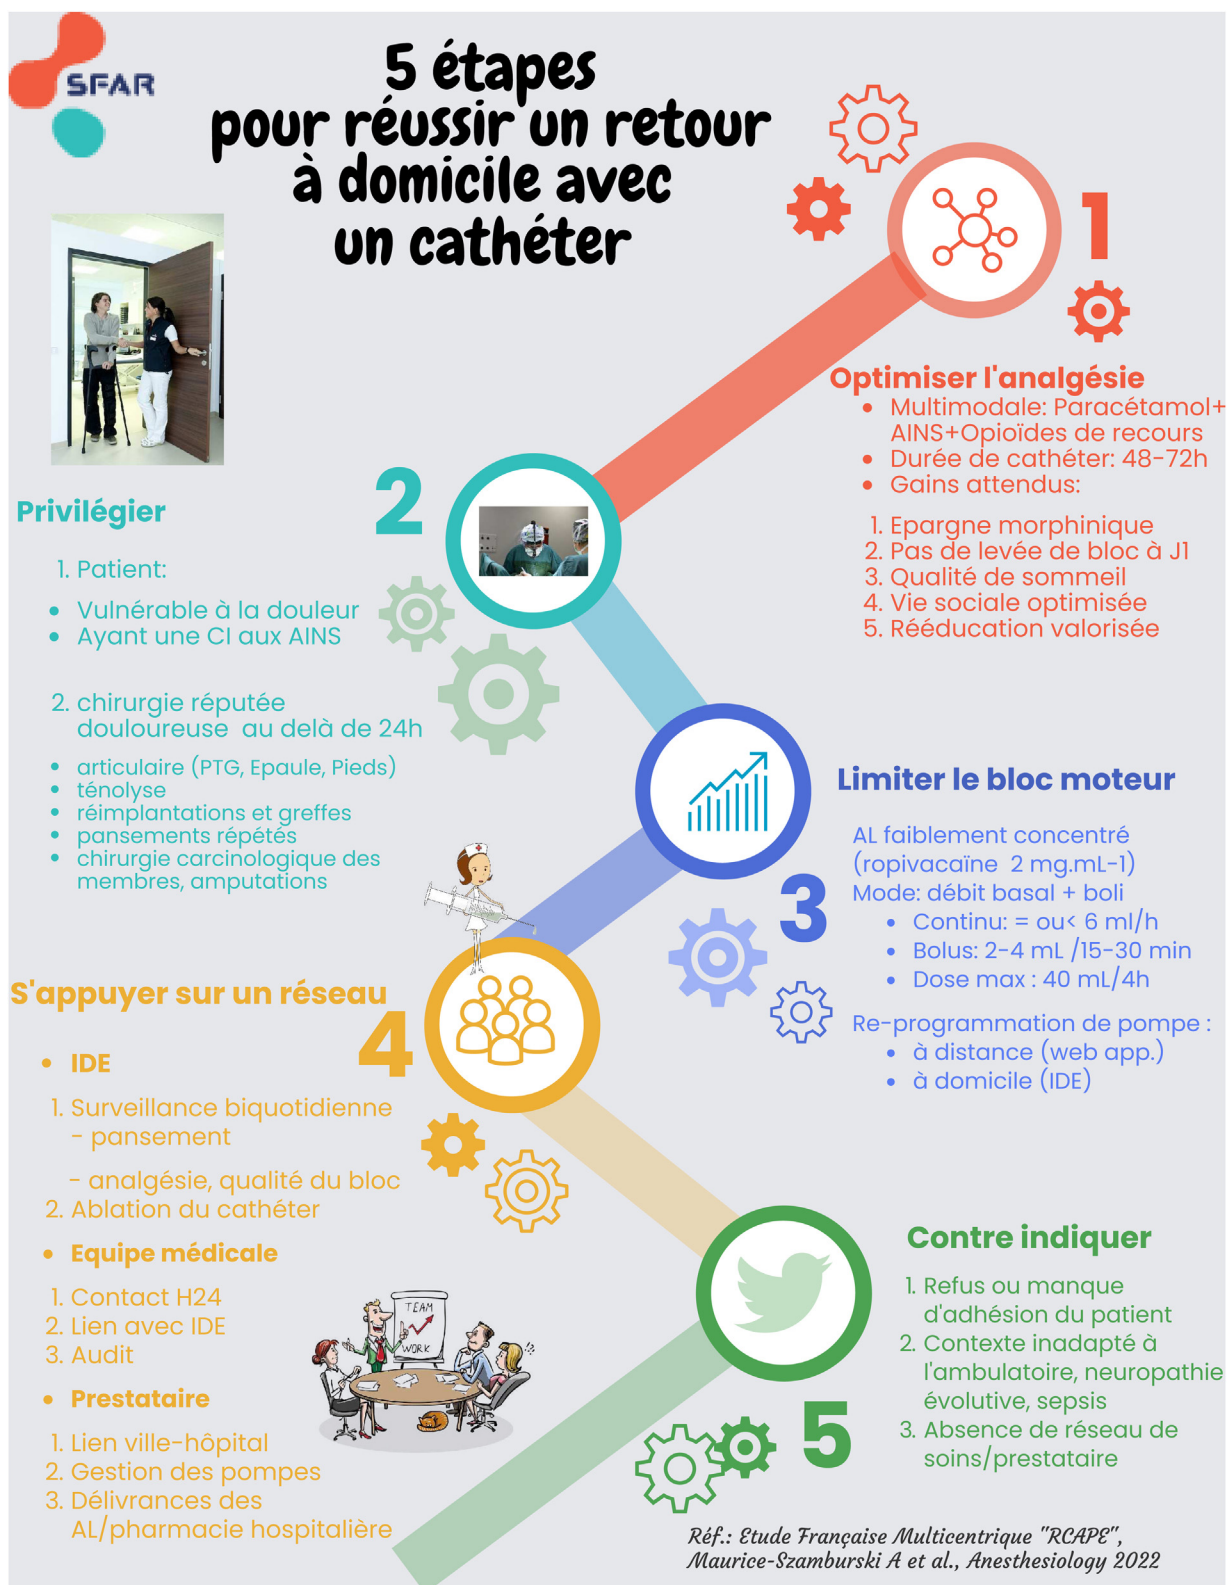 SFAR
5 étapes
pour réussir un retour
à domicile avec
un cathéter
1
Optimiser l'analgésie
• Multimodale: Paracétamol+
AINS+Opioïdes de recours
• Durée de cathéter: 48-72h
• Gains attendus:
1. Epargne morphinique
2. Pas de levée de bloc à J1
3. Qualité de sommeil
4. Vie sociale optimisée
5. Rééducation valorisée
2
Privilégier
1. Patient:
• Vulnérable à la douleur
• Ayant une CI aux AINS
2. chirurgie réputée
douloureuse au delà de 24h
• articulaire (PTG, Epaule, Pieds)
• ténolyse
• réimplantations et greffes
• pansements répétés
• chirurgie carcinologique des
membres, amputations
3
Limiter le bloc moteur
AL faiblement concentré
(ropivacaïne 2 mg.mL-1)
Mode: débit basal + boli
• Continu: = ou< 6 ml/h
• Bolus: 2-4 mL /15-30 min
• Dose max : 40 mL/4h
Re-programmation de pompe :
• à distance (web app.)
• à domicile (IDE)
4
S'appuyer sur un réseau
• IDE
1. Surveillance biquotidienne
- pansement
- analgésie, qualité du bloc
2. Ablation du cathéter
• Equipe médicale
1. Contact H24
2. Lien avec IDE
3. Audit
• Prestataire
1. Lien ville-hôpital
2. Gestion des pompes
3. Délivrances des
AL/pharmacie hospitalière
TEAM
WORK
5
Contre indiquer
1. Refus ou manque
d'adhésion du patient
2. Contexte inadapté à
l'ambulatoire, neuropathie
évolutive, sepsis
3. Absence de réseau de
soins/prestataire
Réf.: Etude Française Multicentrique "RCAPE",
Maurice-Szamburski A et al., Anesthesiology 2022